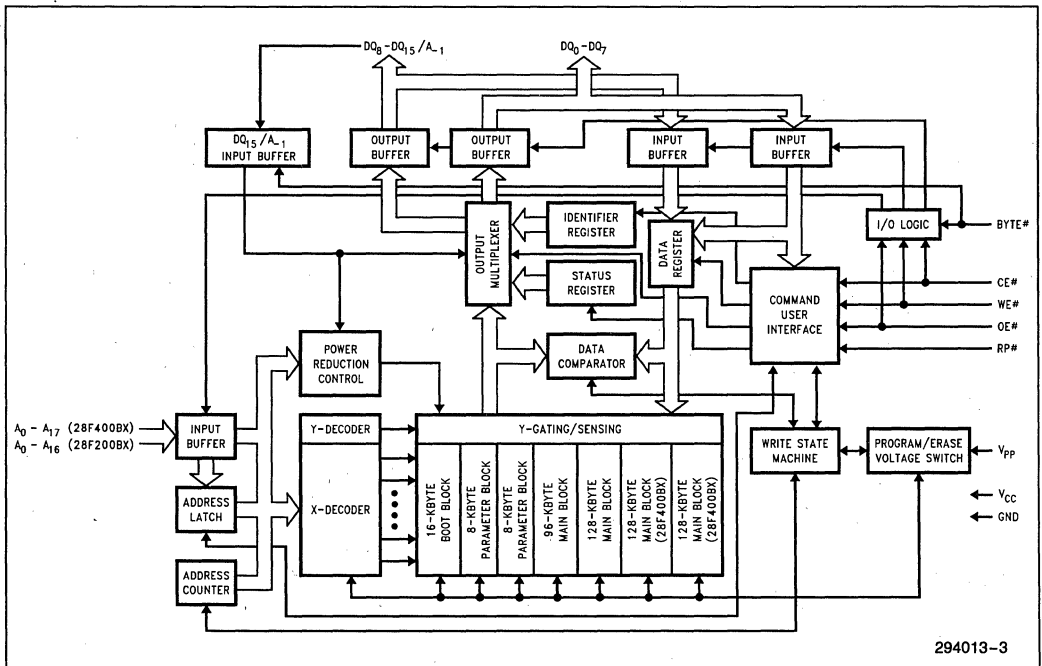 DQ8-DQ15/A-1
DQ0-DQ7
DQ15/A-1
INPUT BUFFER
OUTPUT
BUFFER
OUTPUT
BUFFER
INPUT
BUFFER
INPUT
BUFFER
I/O LOGIC
BYTE#
CE#
WE#
OE#
RP#
OUTPUT
MULTIPLEXER
IDENTIFIER
REGISTER
STATUS
REGISTER
DATA
REGISTER
COMMAND
USER
INTERFACE
POWER
REDUCTION
CONTROL
DATA
COMPARATOR
A0 - A17 (28F400BX)
A0 - A16 (28F200BX)
INPUT
BUFFER
Y-DECODER
Y-GATING/SENSING
WRITE STATE
MACHINE
PROGRAM/ERASE
VOLTAGE SWITCH
VPP
VCC
GND
ADDRESS
LATCH
X-DECODER
16-KBYTE
BOOT BLOCK
8-KBYTE
PARAMETER BLOCK
8-KBYTE
PARAMETER BLOCK
96-KBYTE
MAIN BLOCK
128-KBYTE
MAIN BLOCK
128-KBYTE
MAIN BLOCK
(28F400BX)
128-KBYTE
MAIN BLOCK
(28F400BX)
ADDRESS
COUNTER
294013-3